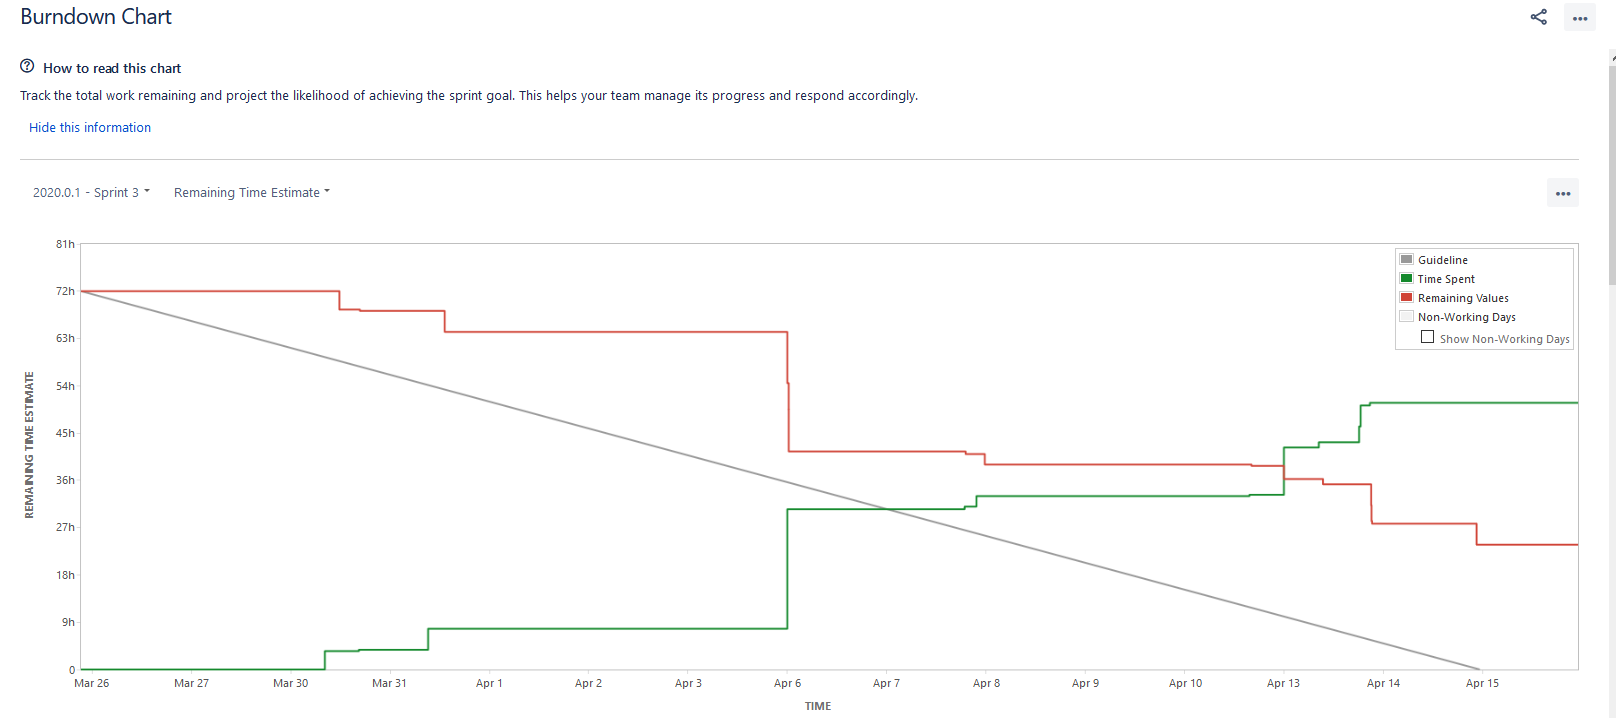 Burndown Chart
How to read this chart
Track the total work remaining and project the likelihood of achieving the sprint goal. This helps your team manage its progress and respond accordingly.
Hide this information
2020.0.1 - Sprint 3 Remaining Time Estimate
81h
72h
63h
54h
45h
36h
27h
18h
9h
0
REMAINING TIME ESTIMATE
Guideline
Time Spent
Remaining Values
Non-Working Days
Show Non-Working Days
Mar 26 Mar 27 Mar 30 Mar 31 Apr 1 Apr 2 Apr 3 Apr 6 Apr 7 Apr 8 Apr 9 Apr 10 Apr 13 Apr 14 Apr 15
TIME